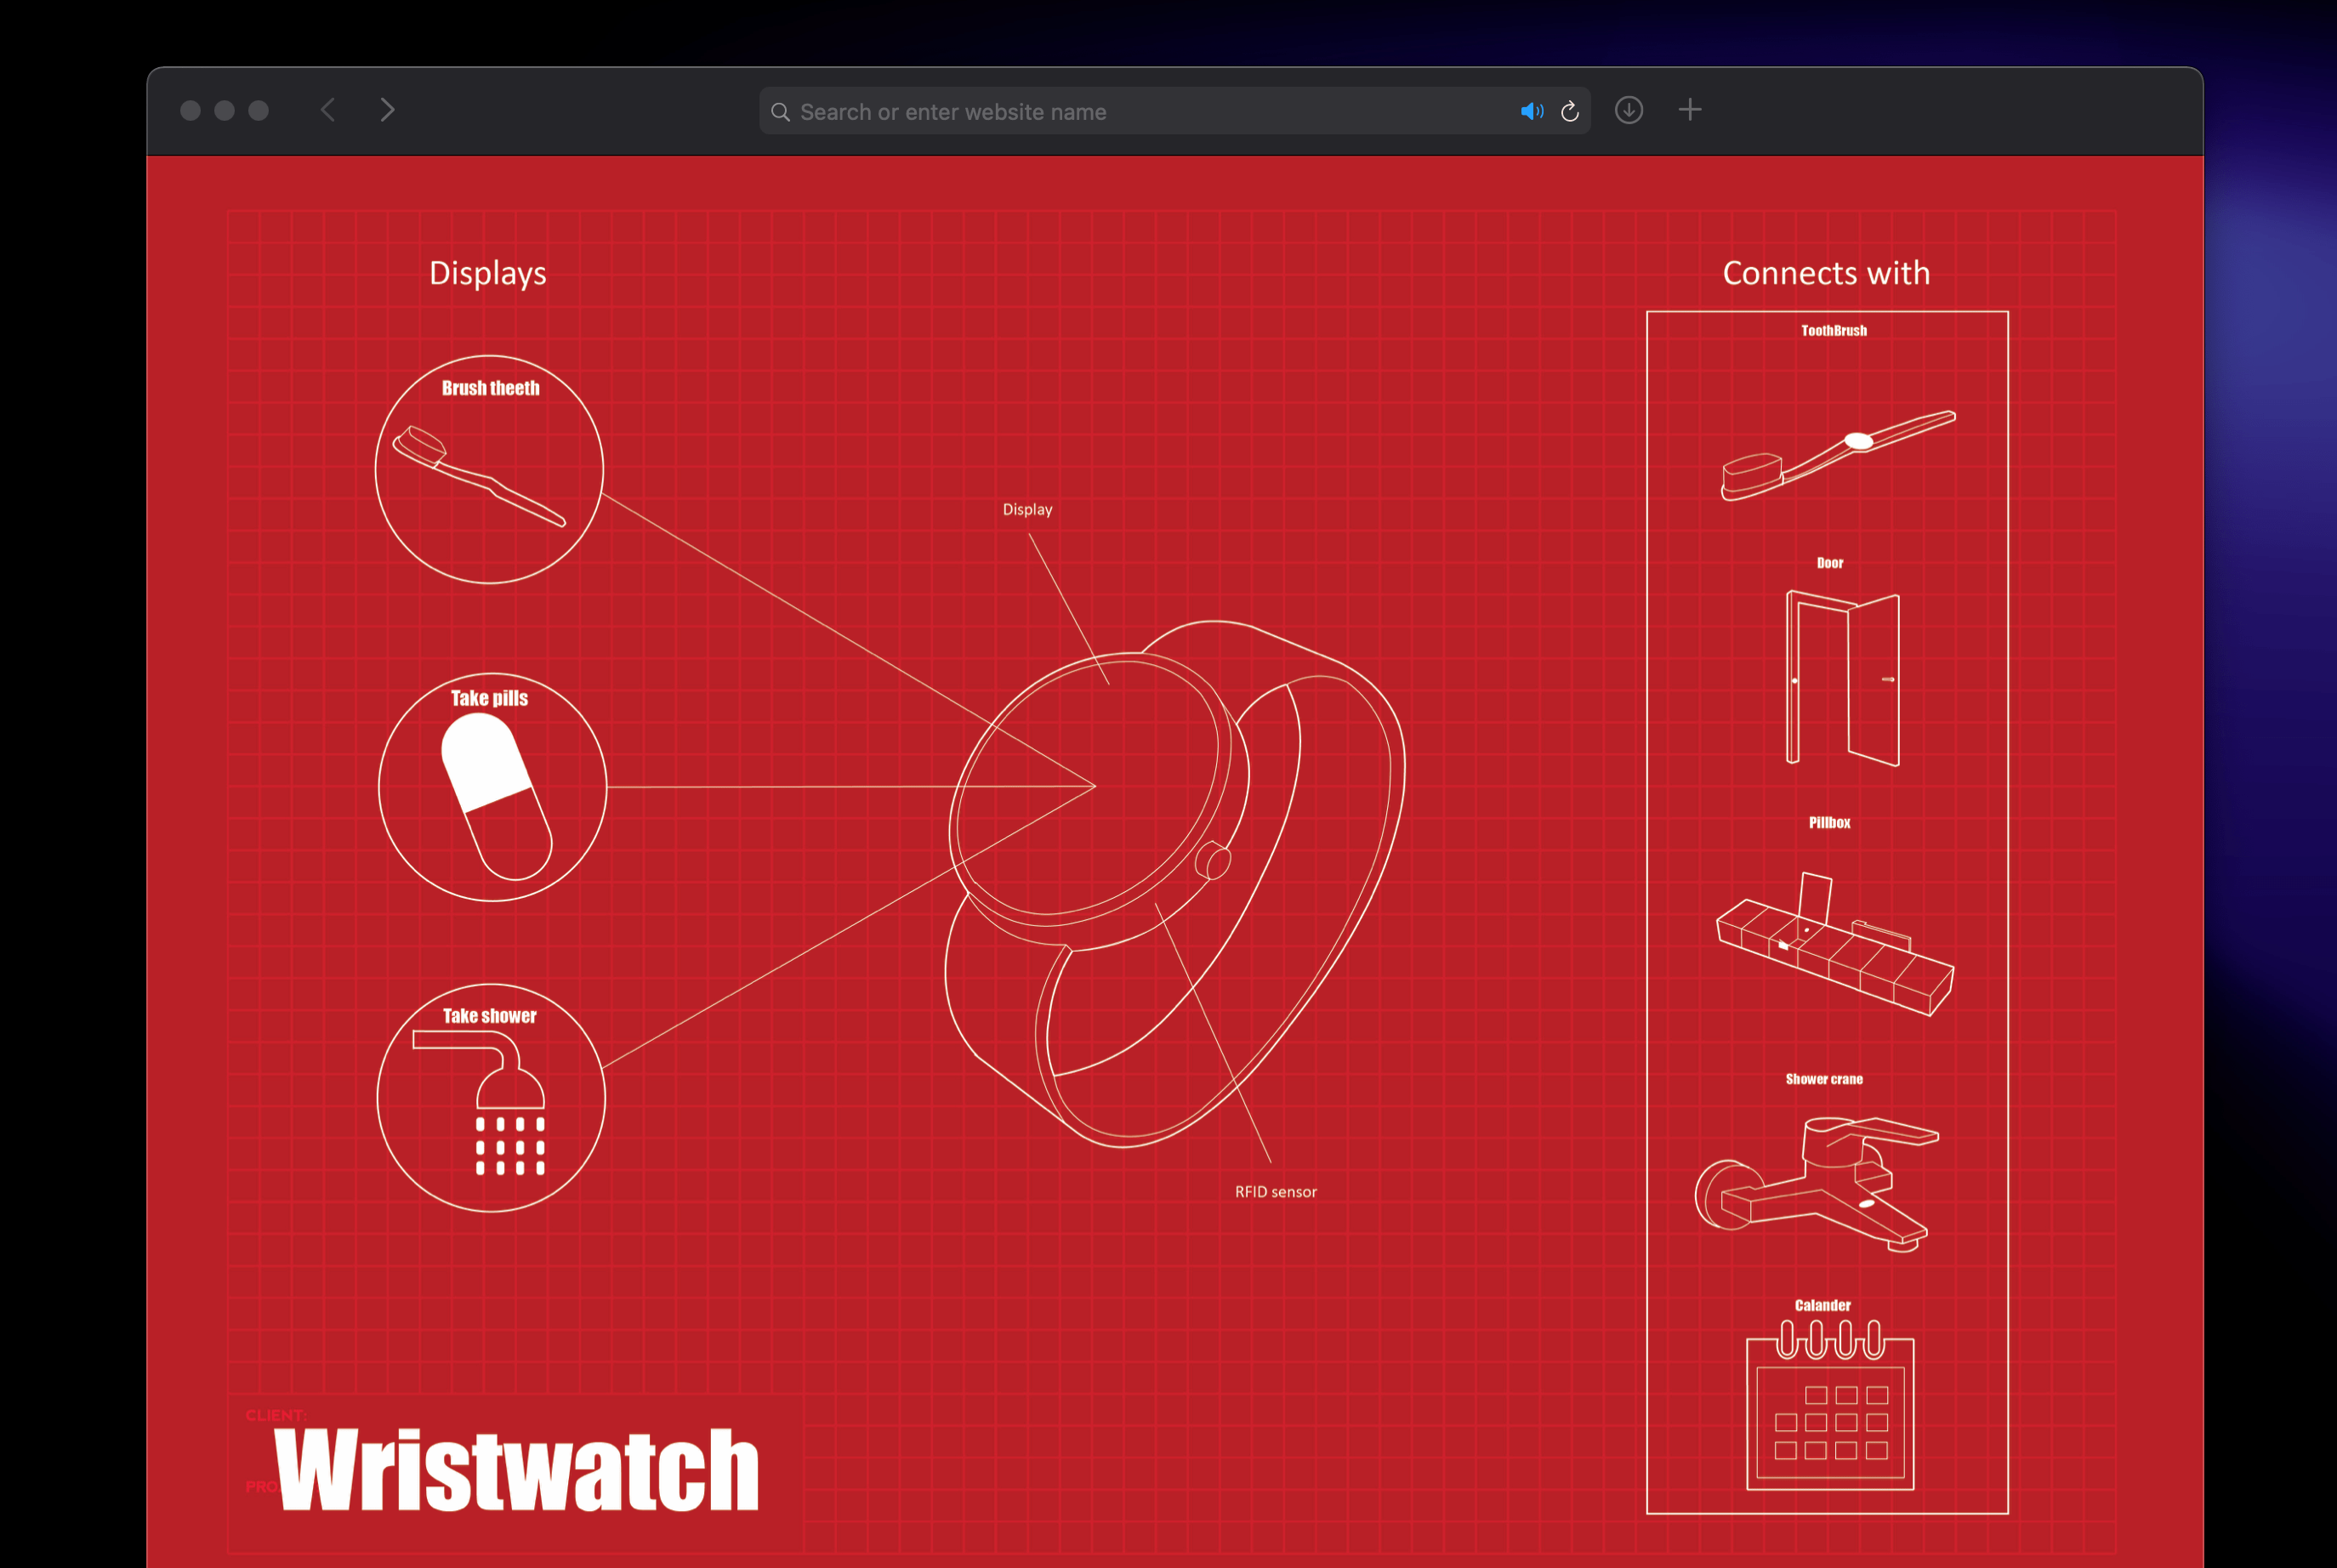 Search or enter website name
Displays
Connects with
ToothBrush
Brush theeth
Display
Door
Take pills
Pillbox
Take shower
Shower crane
RFID sensor
Calander
CLIENT:
Wristwatch